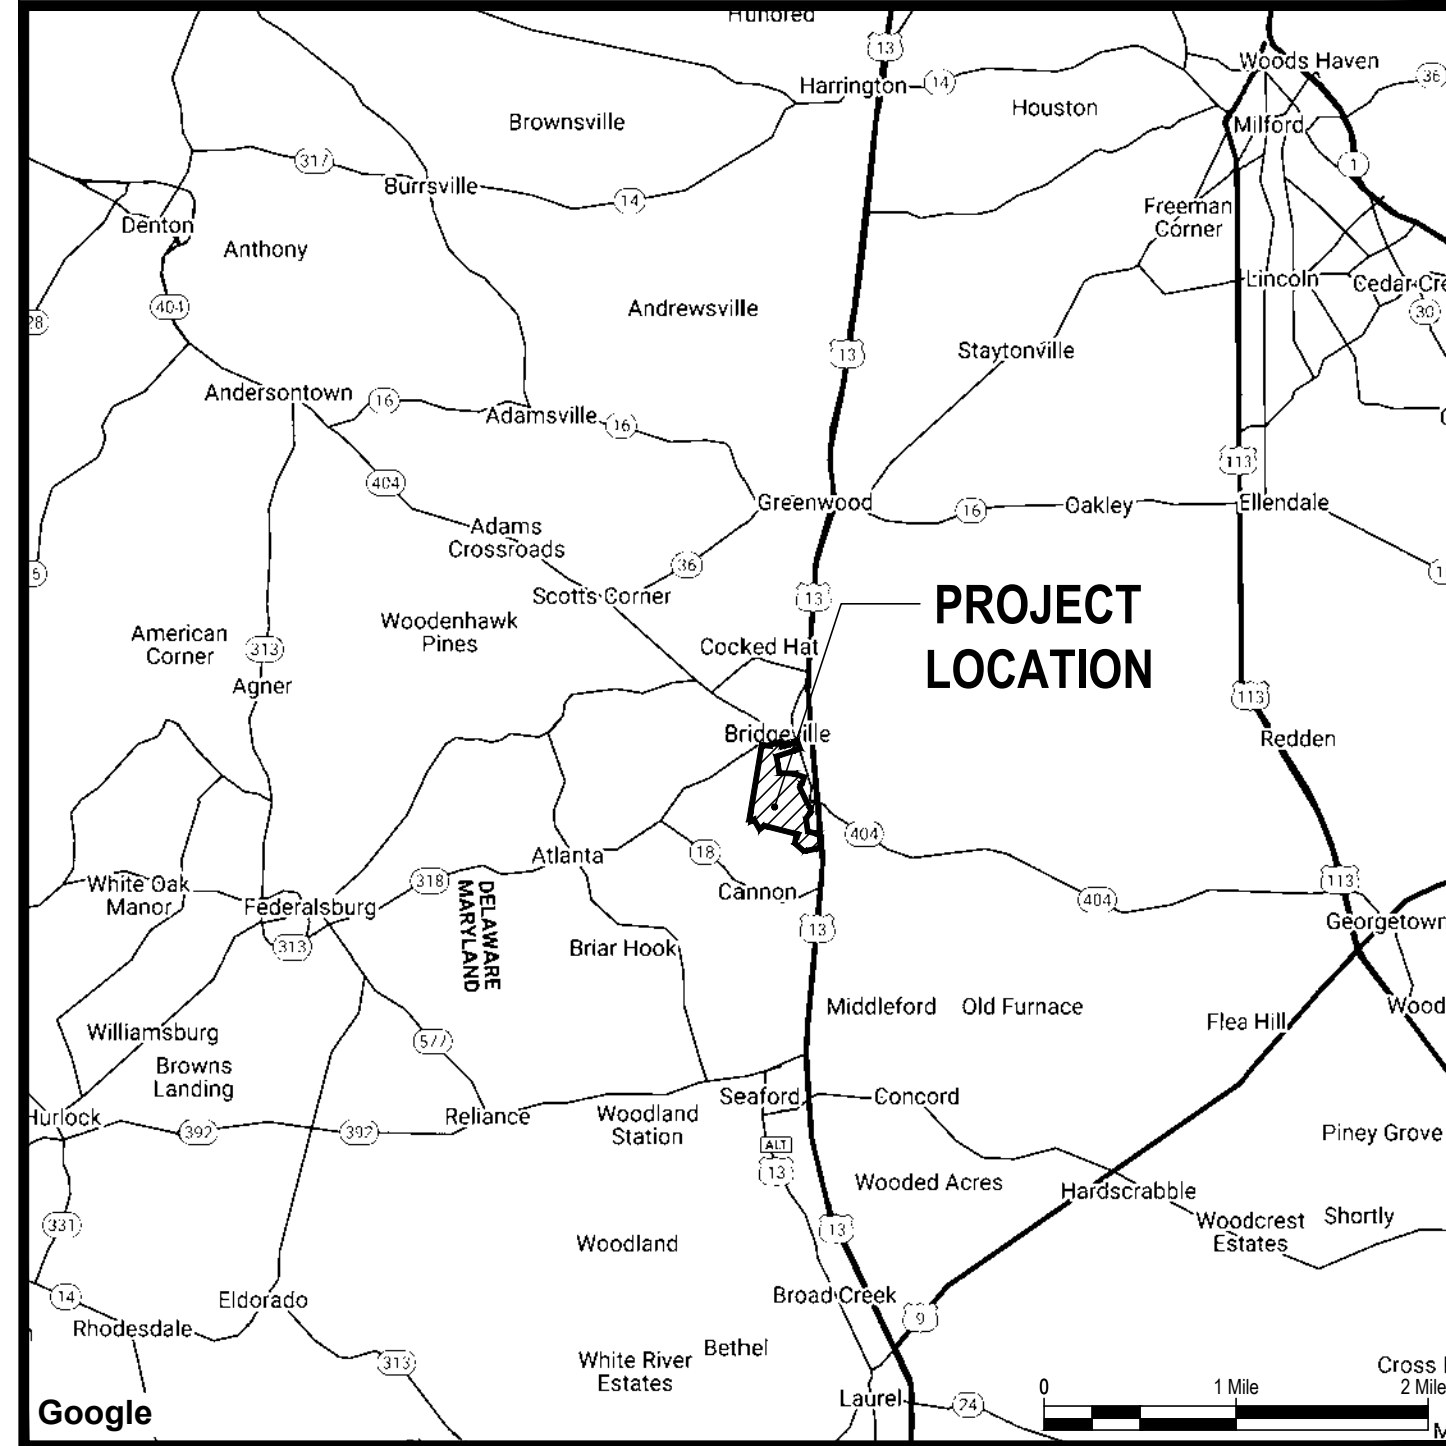 Hundred
13
Woods Haven
36
Harrington
14
Houston
Brownsville
Milford
317
1
Burrsville
14
Freeman
Corner
Denton
Anthony
Lincoln
404
Andrewsville
30
13
Staytonville
Andersontown
16
Adamsville
16
113
404
Greenwood
16
Oakley
Ellendale
Adams
Crossroads
36
Scotts Corner
13
PROJECT
LOCATION
Woodenhawk
Pines
American
Corner
313
Cocked Hat
Agner
113
Bridgeville
Redden
404
Atlanta
18
318
White Oak
Manor
Cannon
113
404
Federalsburg
DELAWARE
MARYLAND
Georgetown
13
313
Briar Hook
Middleford
Old Furnace
Wood
Flea Hill
Williamsburg
577
Browns
Landing
Seaford
Concord
Hurlock
Reliance
Woodland
Station
392
392
Piney Grove
ALT
13
Wooded Acres
Hardscrabble
331
13
Woodcrest
Estates
Shortly
Woodland
14
Eldorado
Broad Creek
9
Rhodesdale
Bethel
313
White River
Estates
Cross
0
1 Mile
2 Mile
Laurel
24
Google